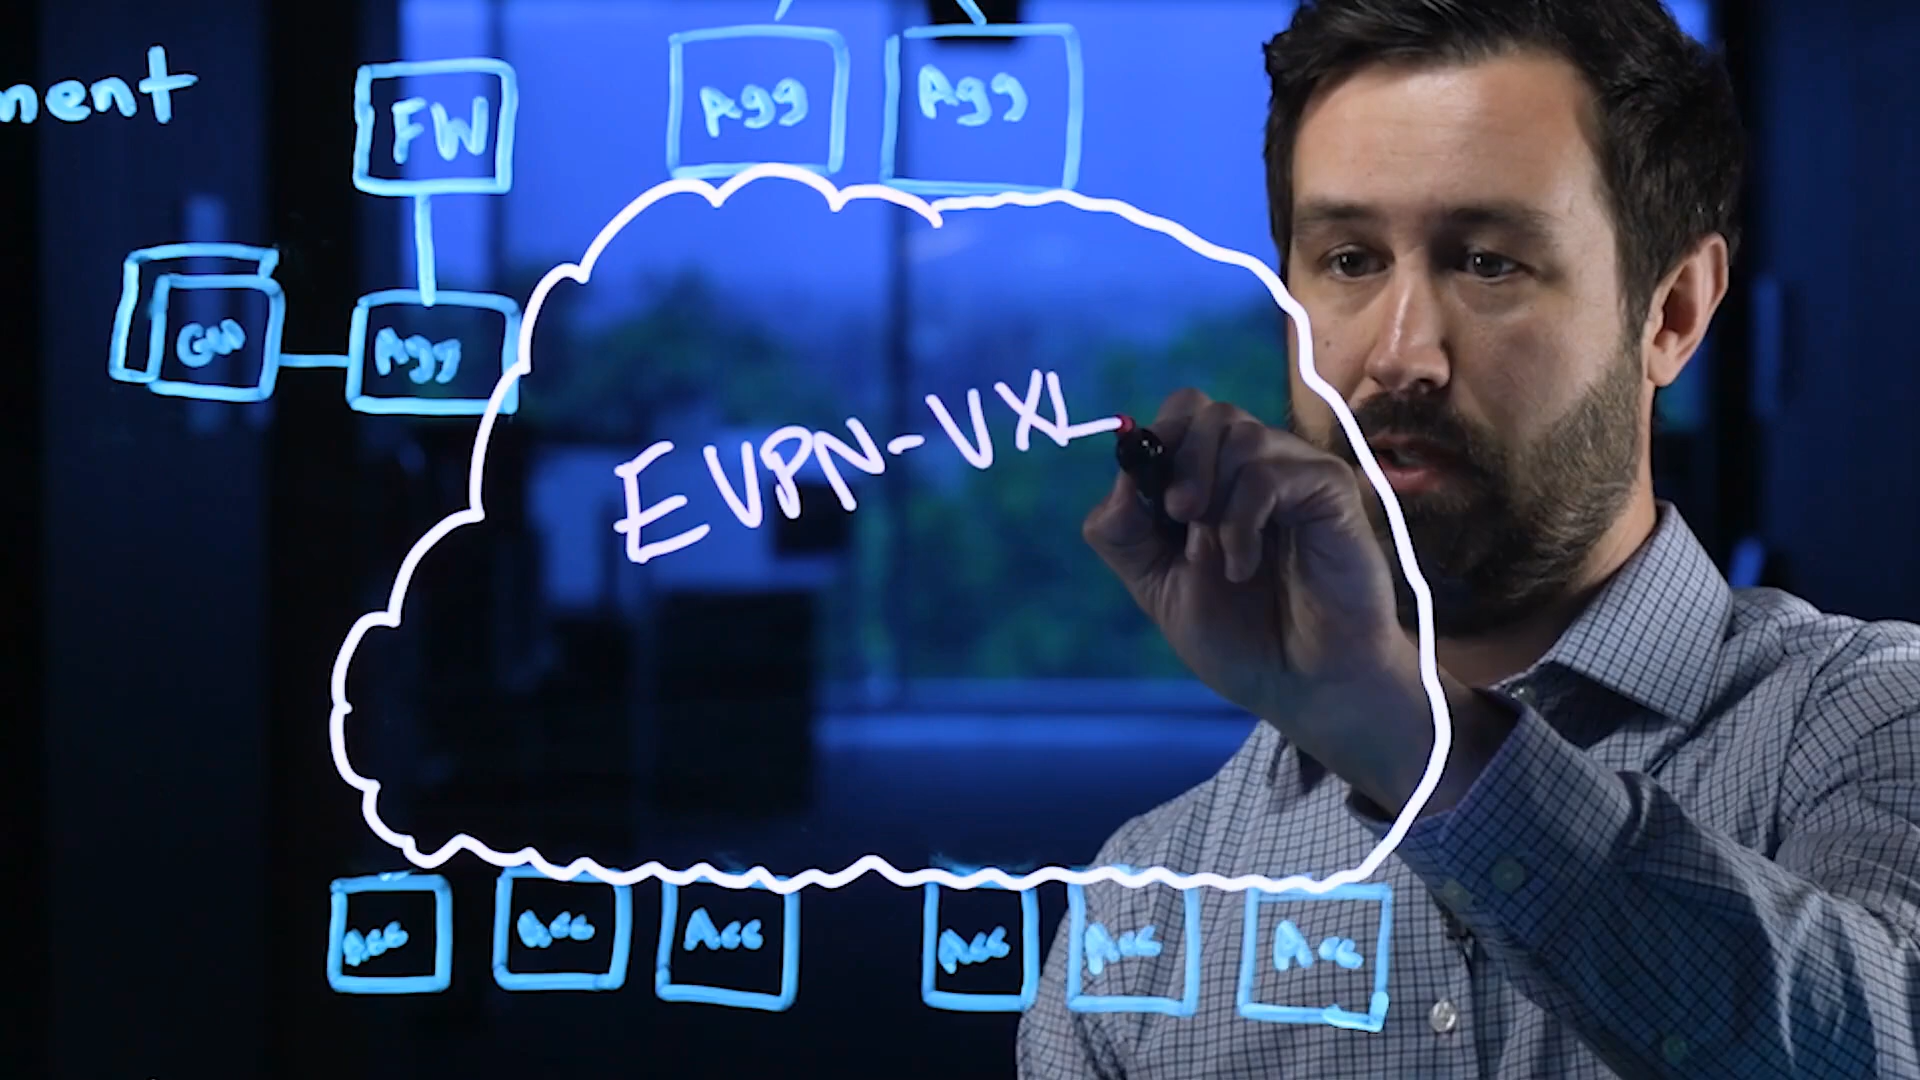 Agg Agg
ment
FW
GW
Agg
EVPN-VXL
Acc Acc Acc Acc Acc Acc